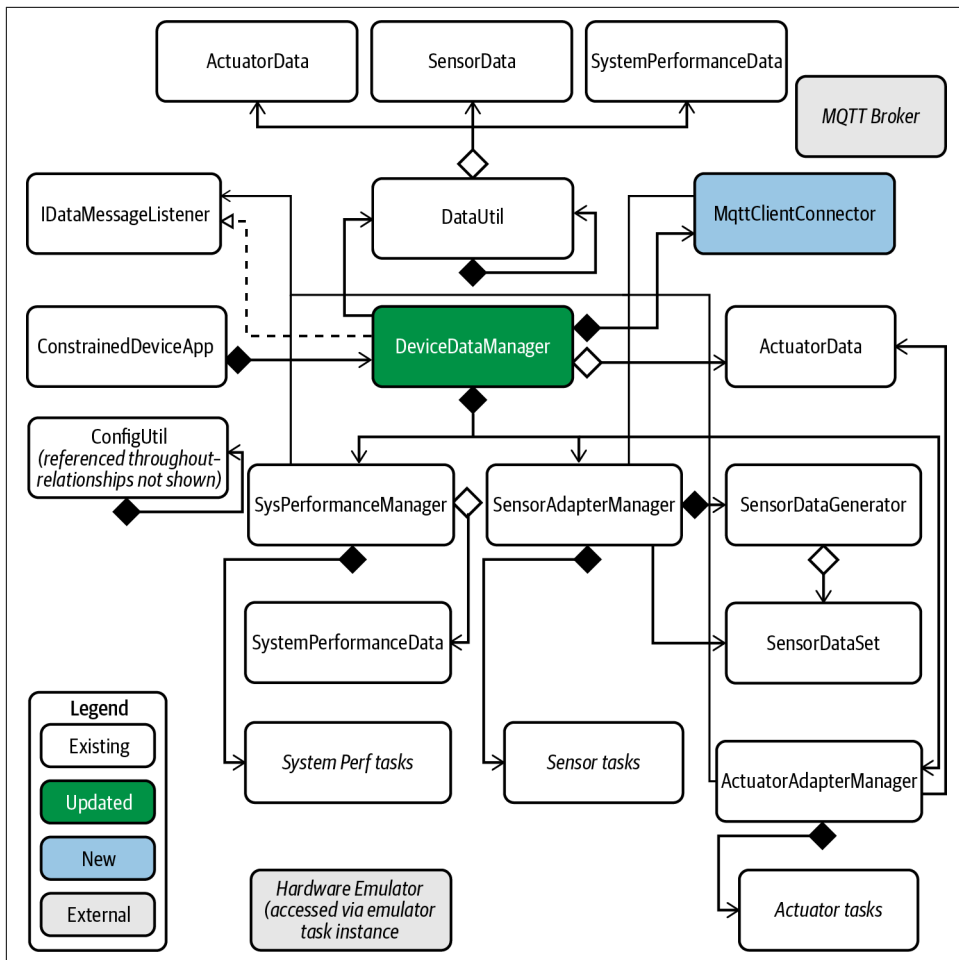 ActuatorData
SensorData
SystemPerformanceData
MQTT Broker
IDataMessageListener
DataUtil
MqttClientConnector
ConstrainedDeviceApp
DeviceDataManager
ActuatorData
ConfigUtil
(referenced throughout–
relationships not shown)
SysPerformanceManager
SensorAdapterManager
SensorDataGenerator
SystemPerformanceData
SensorDataSet
Legend
Existing
Updated
New
External
System Perf tasks
Sensor tasks
ActuatorAdapterManager
Hardware Emulator
(accessed via emulator
task instance
Actuator tasks